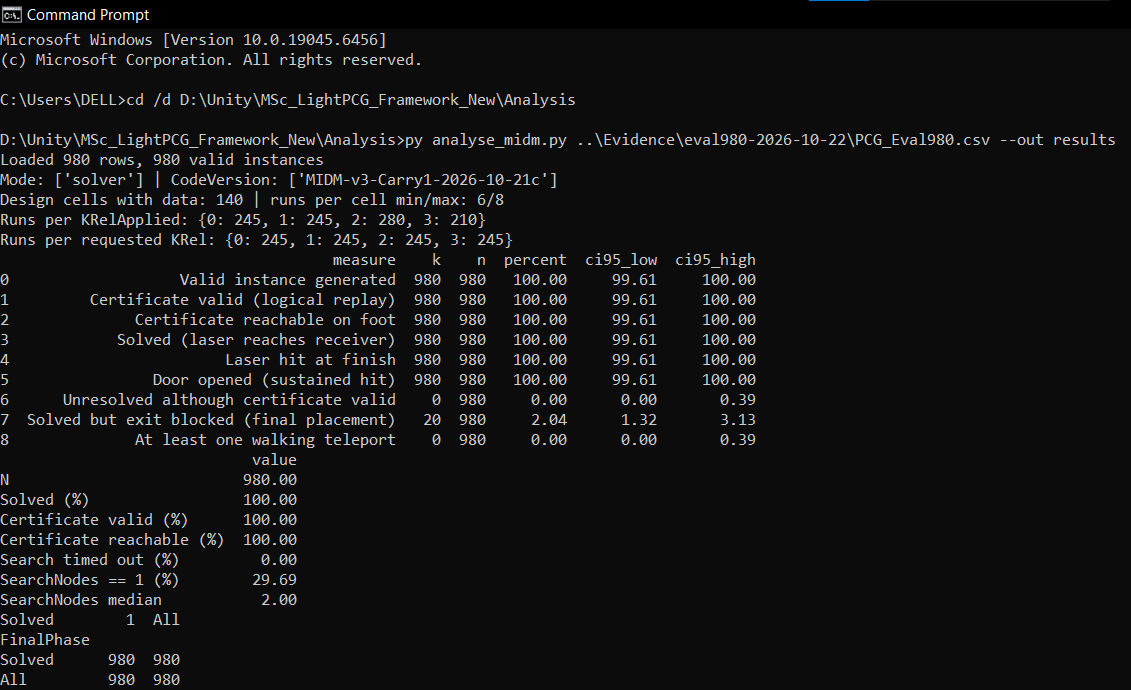 Command Prompt
Microsoft Windows [Version 10.0.19045.6456]
(c) Microsoft Corporation. All rights reserved.
C:\Users\DELL>cd /d D:\Unity\MSc_LightPCG_Framework_New\Analysis
D:\Unity\MSc_LightPCG_Framework_New\Analysis>py analyse_midm.py ..\Evidence\eval980-2026-10-22\PCG_Eval980.csv --out results
Loaded 980 rows, 980 valid instances
Mode: ['solver'] | CodeVersion: ['MIDM-v3-Carry1-2026-10-21c']
Design cells with data: 140 | runs per cell min/max: 6/8
Runs per KRelApplied: {0: 245, 1: 245, 2: 280, 3: 210}
Runs per requested KRel: {0: 245, 1: 245, 2: 245, 3: 245}
measure k n percent ci95_low ci95_high
0 Valid instance generated 980 980 100.00 99.61 100.00
1 Certificate valid (logical replay) 980 980 100.00 99.61 100.00
2 Certificate reachable on foot 980 980 100.00 99.61 100.00
3 Solved (laser reaches receiver) 980 980 100.00 99.61 100.00
4 Laser hit at finish 980 980 100.00 99.61 100.00
5 Door opened (sustained hit) 980 980 100.00 99.61 100.00
6 Unresolved although certificate valid 0 980 0.00 0.00 0.39
7 Solved but exit blocked (final placement) 20 980 2.04 1.32 3.13
8 At least one walking teleport 0 980 0.00 0.00 0.39
value
N 980.00
Solved (%) 100.00
Certificate valid (%) 100.00
Certificate reachable (%) 100.00
Search timed out (%) 0.00
SearchNodes == 1 (%) 29.69
SearchNodes median 2.00
Solved 1 All
FinalPhase
Solved 980 980
All 980 980